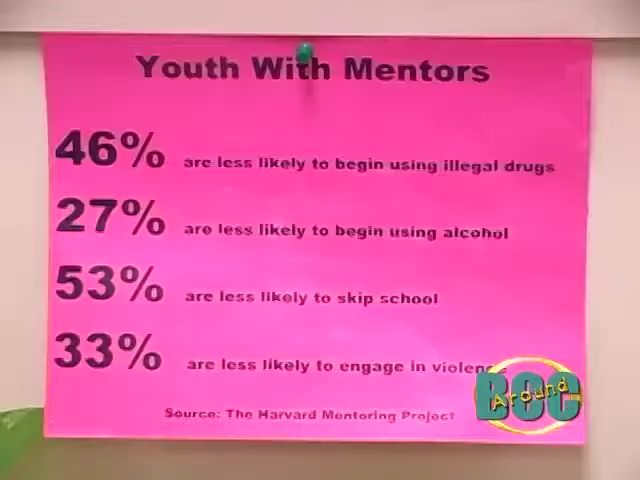 Youth With Mentors
46% are less likely to begin using illegal drugs
27% are less likely to begin using alcohol
53% are less likely to skip school
33% are less likely to engage in violence
Source: The Harvard Mentoring Project
Around
BOC